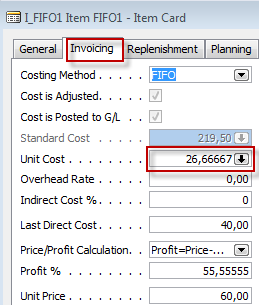 I_FIFO1 Item FIFO1 - Item Card
General Invoicing Replenishment Planning
Costing Method . . . . . . FIFO
Cost is Adjusted. . . . . .
Cost is Posted to G/L . . .
Standard Cost . . . . . . 219,50
Unit Cost . . . . . . . . . 26,66667
Overhead Rate . . . . . . 0,00
Indirect Cost % . . . . . . 0
Last Direct Cost . . . . . 40,00
Price/Profit Calculation. . . Profit=Price-...
Profit % . . . . . . . . . 55,55555
Unit Price . . . . . . . . 60,00